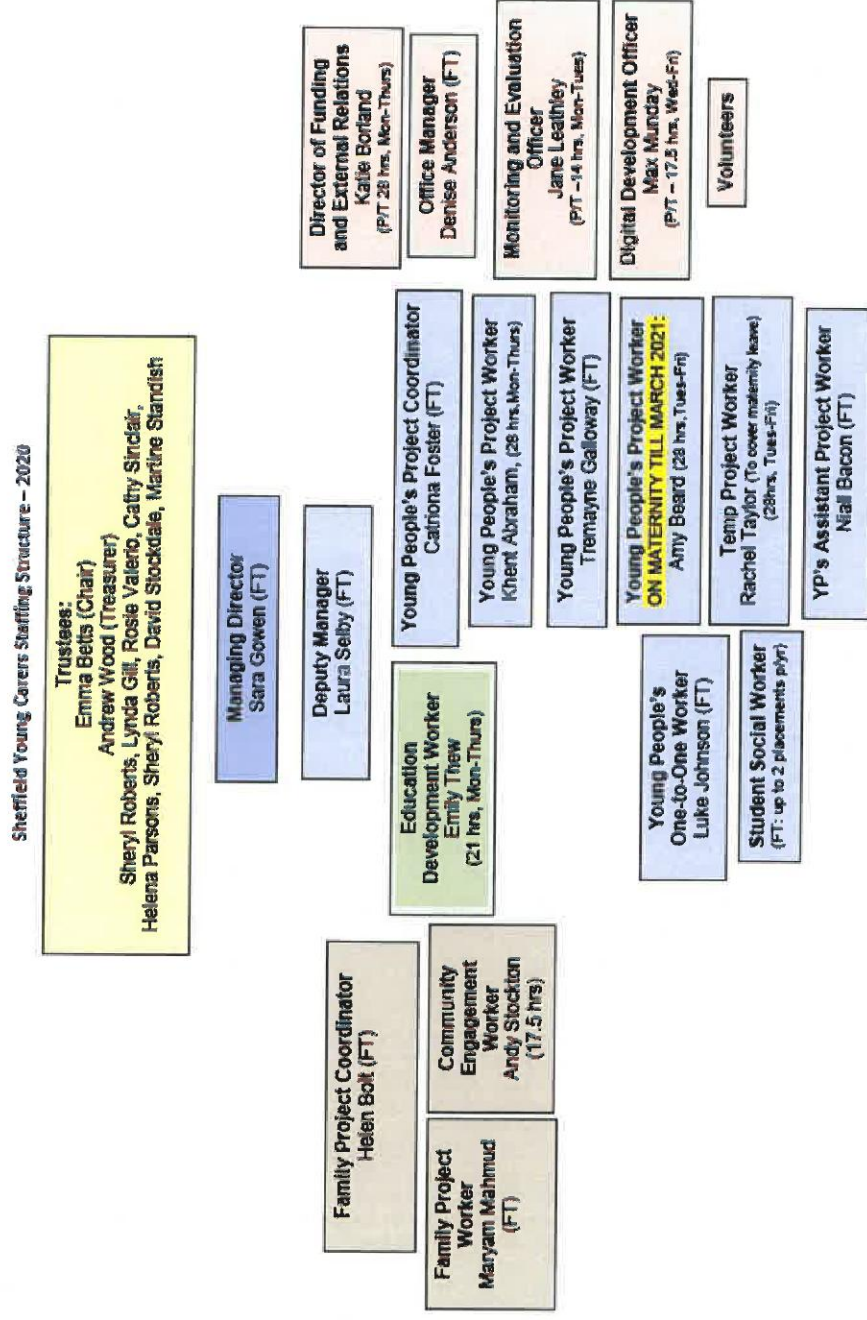 Sheffield Young Carers Staffing Structure – 2020
Trustees:
Emma Betts (Chair)
Andrew Wood (Treasurer)
Sheryl Roberts, Lynda Gill, Rosie Valerio, Cathy Sinclair,
Helena Parsons, Sheryl Roberts, David Stockdale, Martine Standish
Managing Director
Sara Gowen (FT)
Deputy Manager
Laura Selby (FT)
Family Project Coordinator
Helen Bolt (FT)
Family Project
Worker
Maryam Mahmud
(FT)
Community
Engagement
Worker
Andy Stockton
(17.5 hrs)
Education
Development Worker
Emily Thew
(21 hrs, Mon-Thurs)
Young People's Project Coordinator
Catriona Foster (FT)
Young People's Project Worker
Khent Abraham, (28 hrs, Mon-Thurs)
Young People's Project Worker
Tremayne Galloway (FT)
Young People's Project Worker
ON MATERNITY TILL MARCH 2021:
Amy Beard (28 hrs, Tues-Fri)
Young People's
One-to-One Worker
Luke Johnson (FT)
Temp Project Worker
Rachel Taylor (To cover maternity leave)
(28hrs, Tues-Fri)
Student Social Worker
(FT: up to 2 placements p/yr)
YP's Assistant Project Worker
Niall Bacon (FT)
Director of Funding
and External Relations
Katie Borland
(P/T 28 hrs, Mon-Thurs)
Office Manager
Denise Anderson (FT)
Monitoring and Evaluation
Officer
Jane Leathley
(P/T –14 hrs, Mon-Tues)
Digital Development Officer
Max Munday
(P/T – 17.5 hrs, Wed-Fri)
Volunteers